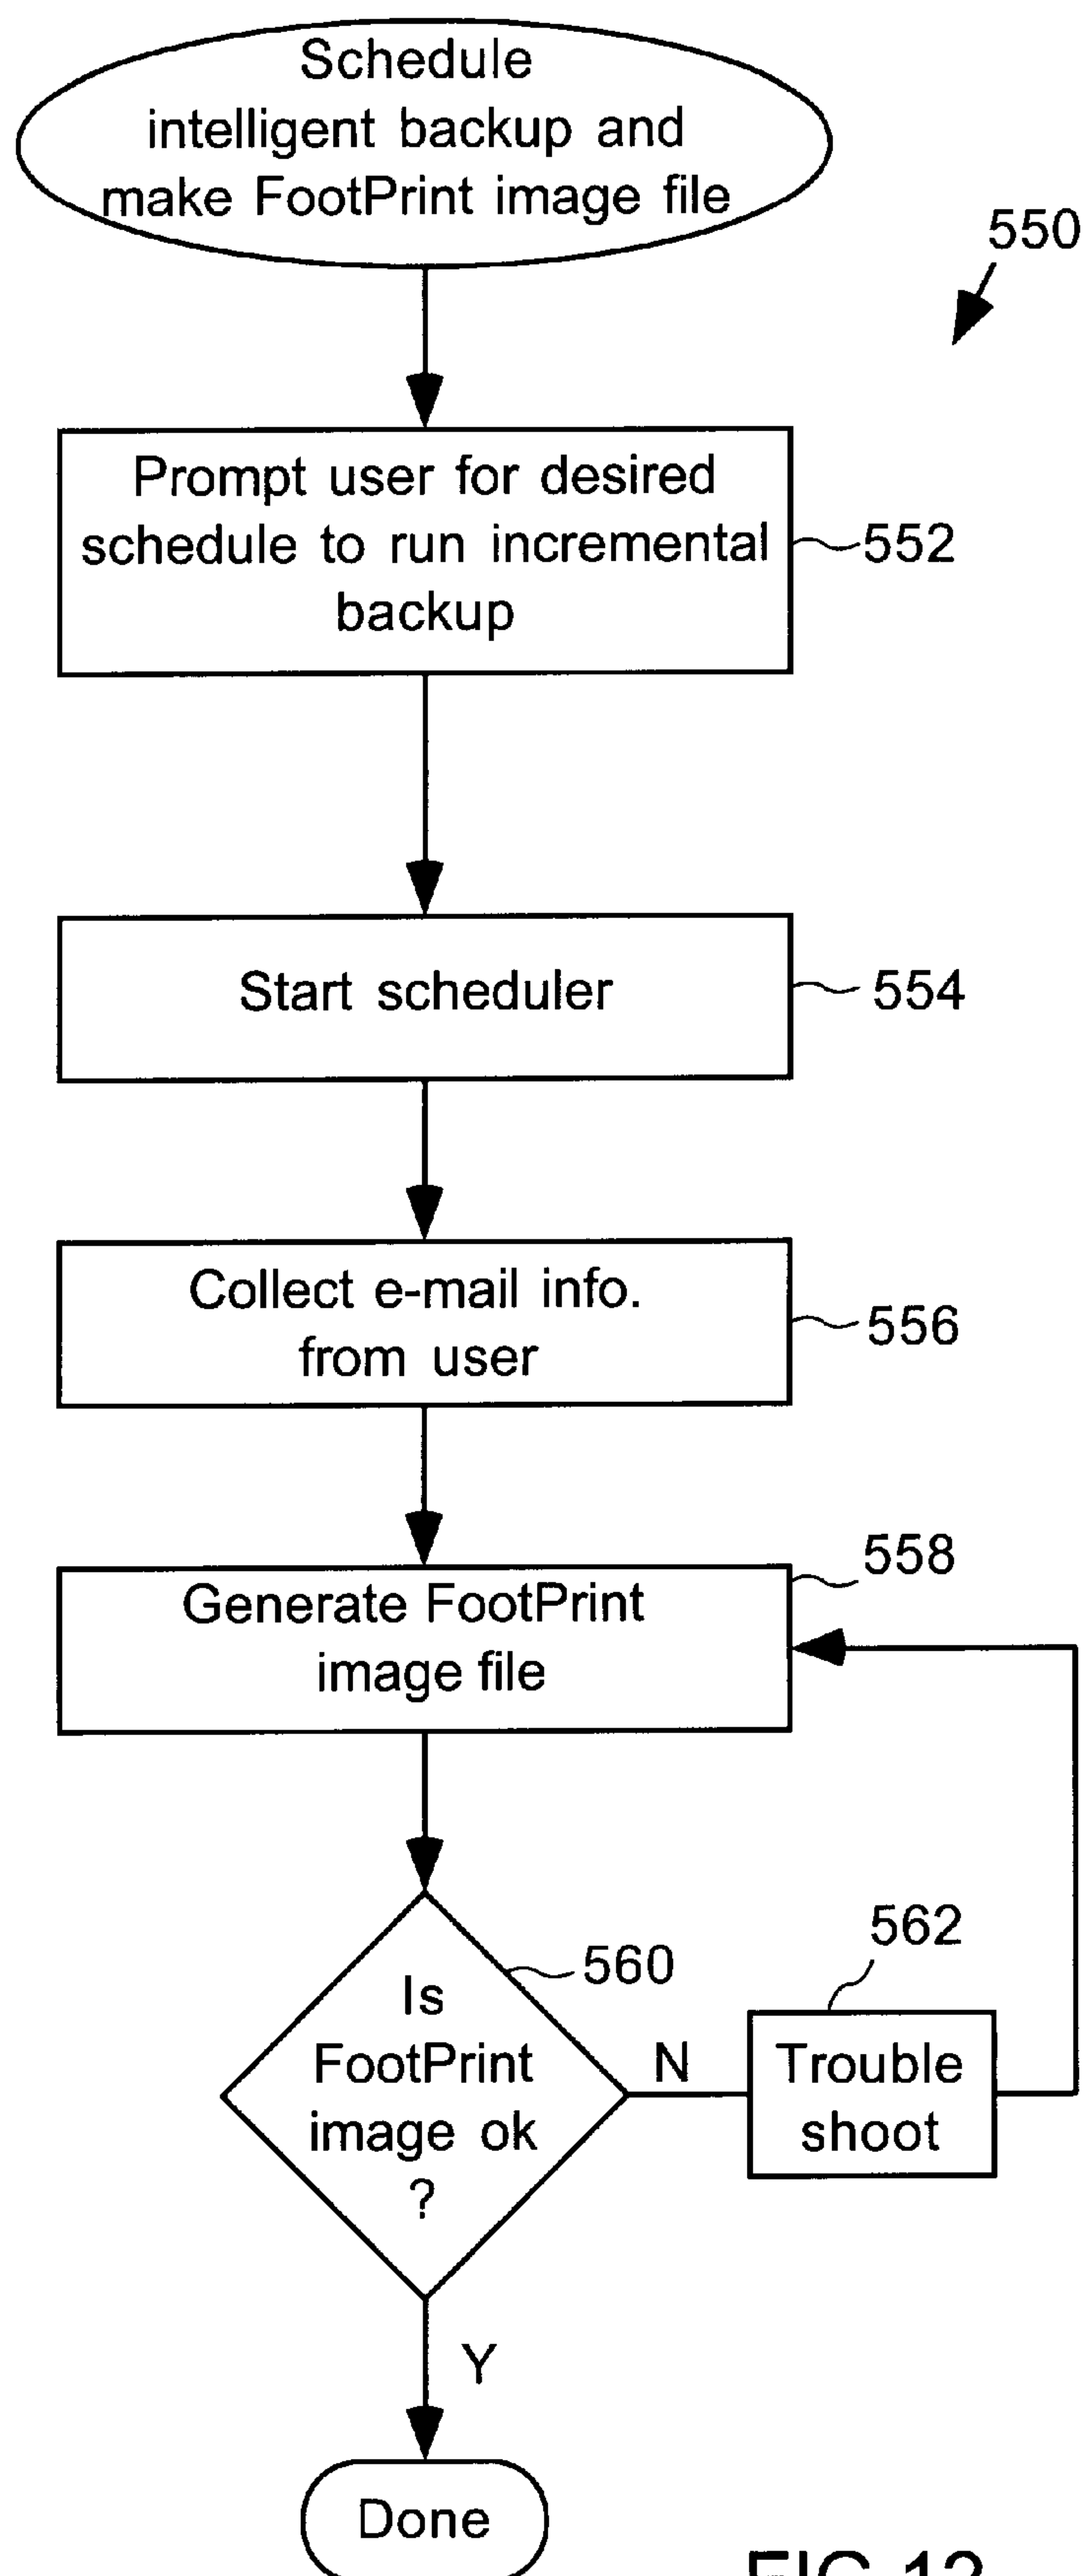 Schedule
intelligent backup and
make FootPrint image file
550
Prompt user for desired
schedule to run incremental
backup
552
Start scheduler
554
Collect e-mail info.
from user
556
558
Generate FootPrint
image file
560
Is
FootPrint
image ok
?
N
562
Trouble
shoot
Y
Done
FIG.12